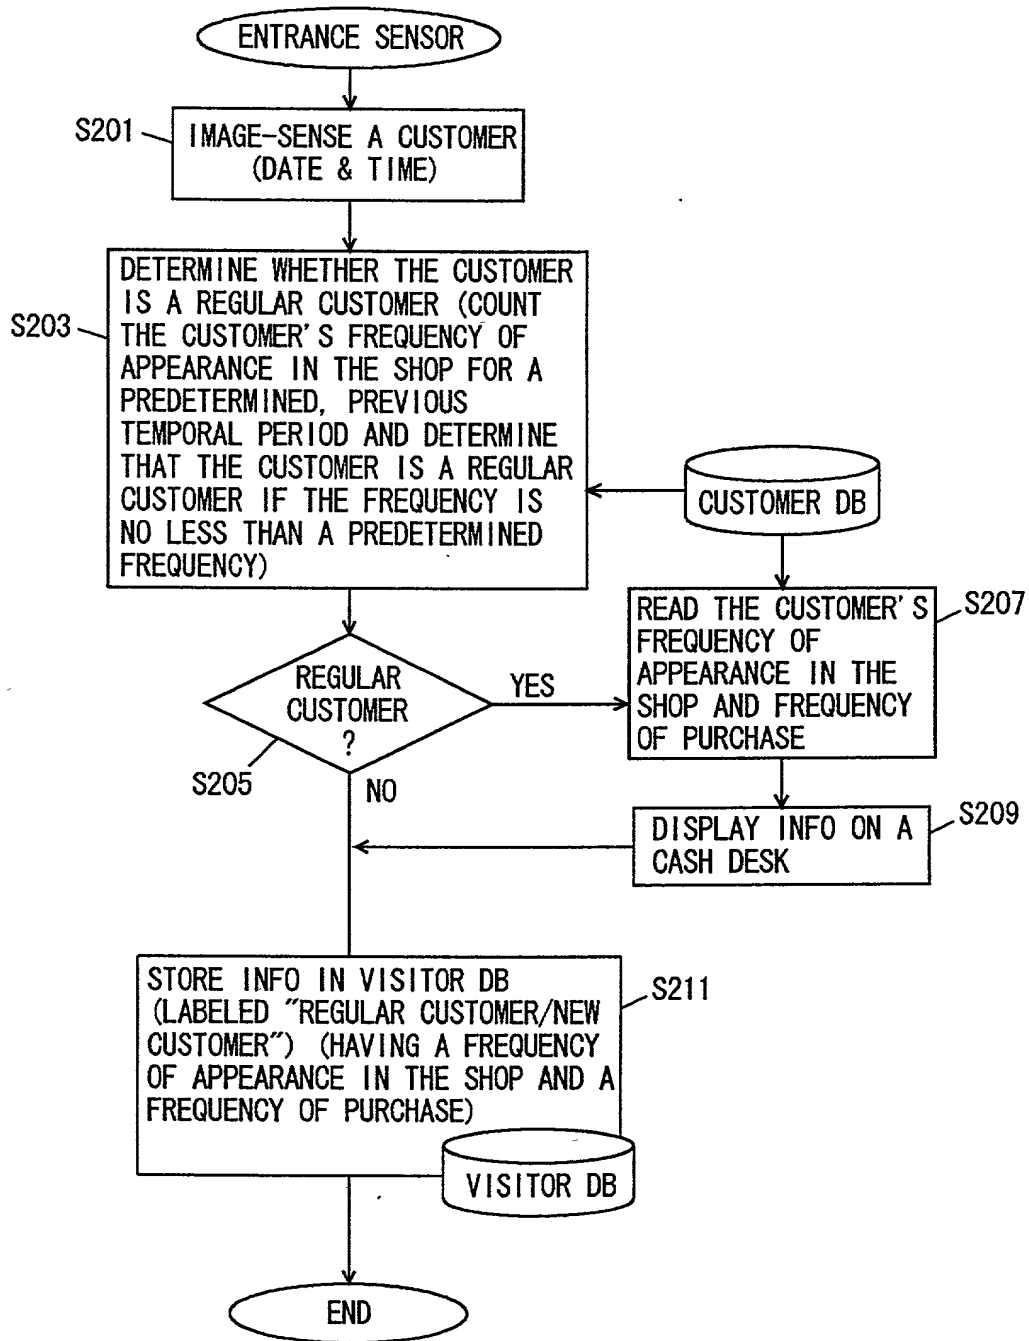 ENTRANCE SENSOR
S201
IMAGE-SENSE A CUSTOMER
(DATE & TIME)
S203
DETERMINE WHETHER THE CUSTOMER
IS A REGULAR CUSTOMER (COUNT
THE CUSTOMER'S FREQUENCY OF
APPEARANCE IN THE SHOP FOR A
PREDETERMINED, PREVIOUS
TEMPORAL PERIOD AND DETERMINE
THAT THE CUSTOMER IS A REGULAR
CUSTOMER IF THE FREQUENCY IS
NO LESS THAN A PREDETERMINED
FREQUENCY)
CUSTOMER DB
REGULAR
CUSTOMER
?
S205
YES
NO
READ THE CUSTOMER'S
FREQUENCY OF
APPEARANCE IN THE
SHOP AND FREQUENCY
OF PURCHASE
S207
DISPLAY INFO ON A
CASH DESK
S209
STORE INFO IN VISITOR DB
(LABELED "REGULAR CUSTOMER/NEW
CUSTOMER") (HAVING A FREQUENCY
OF APPEARANCE IN THE SHOP AND A
FREQUENCY OF PURCHASE)
S211
VISITOR DB
END